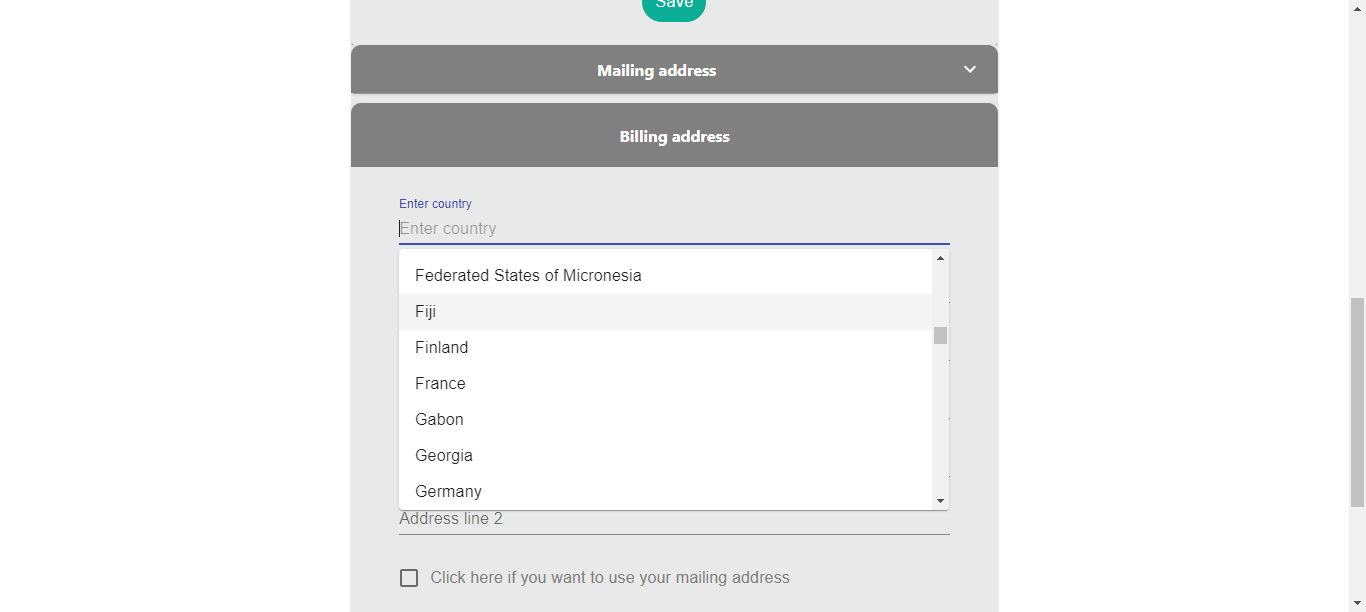 Save
Mailing address
Billing address
Enter country
Enter country
Federated States of Micronesia
Fiji
Finland
France
Gabon
Georgia
Germany
Address line 2
Click here if you want to use your mailing address